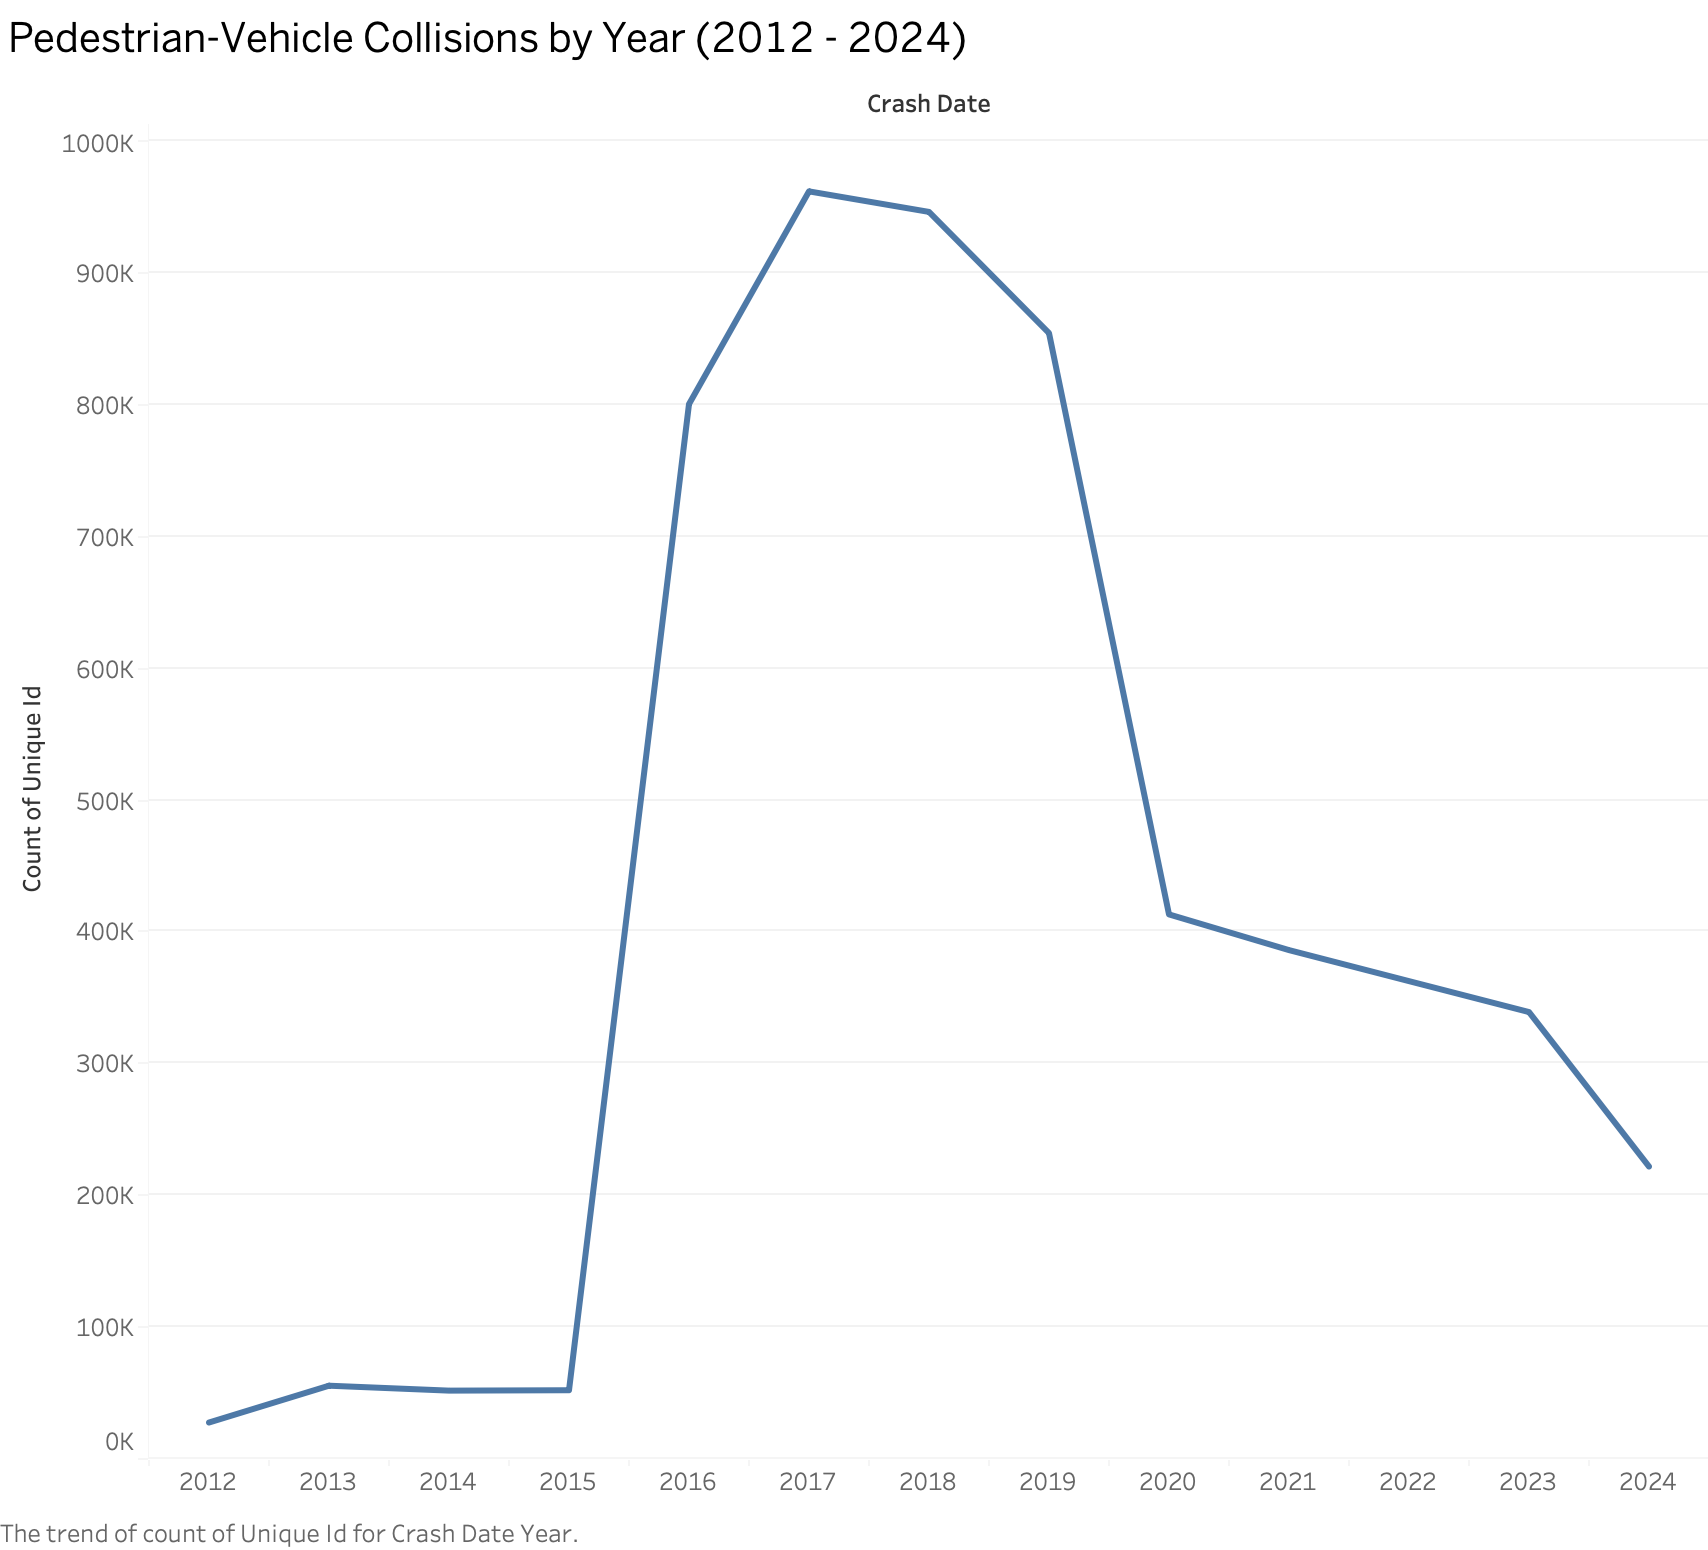 Pedestrian-Vehicle Collisions by Year (2012 - 2024)
Crash Date
1000K
900K
800K
700K
600K
500K
400K
300K
200K
100K
0K
Count of Unique Id
2012 2013 2014 2015 2016 2017 2018 2019 2020 2021 2022 2023 2024
The trend of count of Unique Id for Crash Date Year.